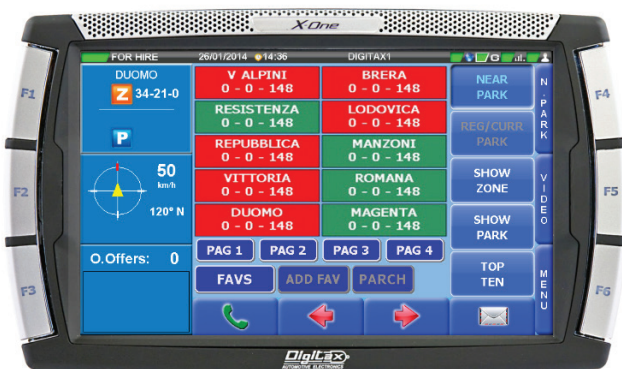 X-One
FOR HIRE 26/01/2014 14:36 DIGITAX1
DUOMO
Z 34-21-0
P
50
km/h
120° N
O.Offers: 0
V ALPINI
0 - 0 - 148
BRERA
0 - 0 - 148
RESISTENZA
0 - 0 - 148
LODOVICA
0 - 0 - 148
REPUBBLICA
0 - 0 - 148
MANZONI
0 - 0 - 148
VITTORIA
0 - 0 - 148
ROMANA
0 - 0 - 148
DUOMO
0 - 0 - 148
MAGENTA
0 - 0 - 148
PAG 1 PAG 2 PAG 3 PAG 4
FAVS ADD FAV PARCH
NEAR
PARK
REG/CURR
PARK
SHOW
ZONE
SHOW
PARK
TOP
TEN
N.PARK
VIDEO
MENU
F1
F2
F3
F4
F5
F6
Digitax
AUTOMOTIVE ELECTRONICS